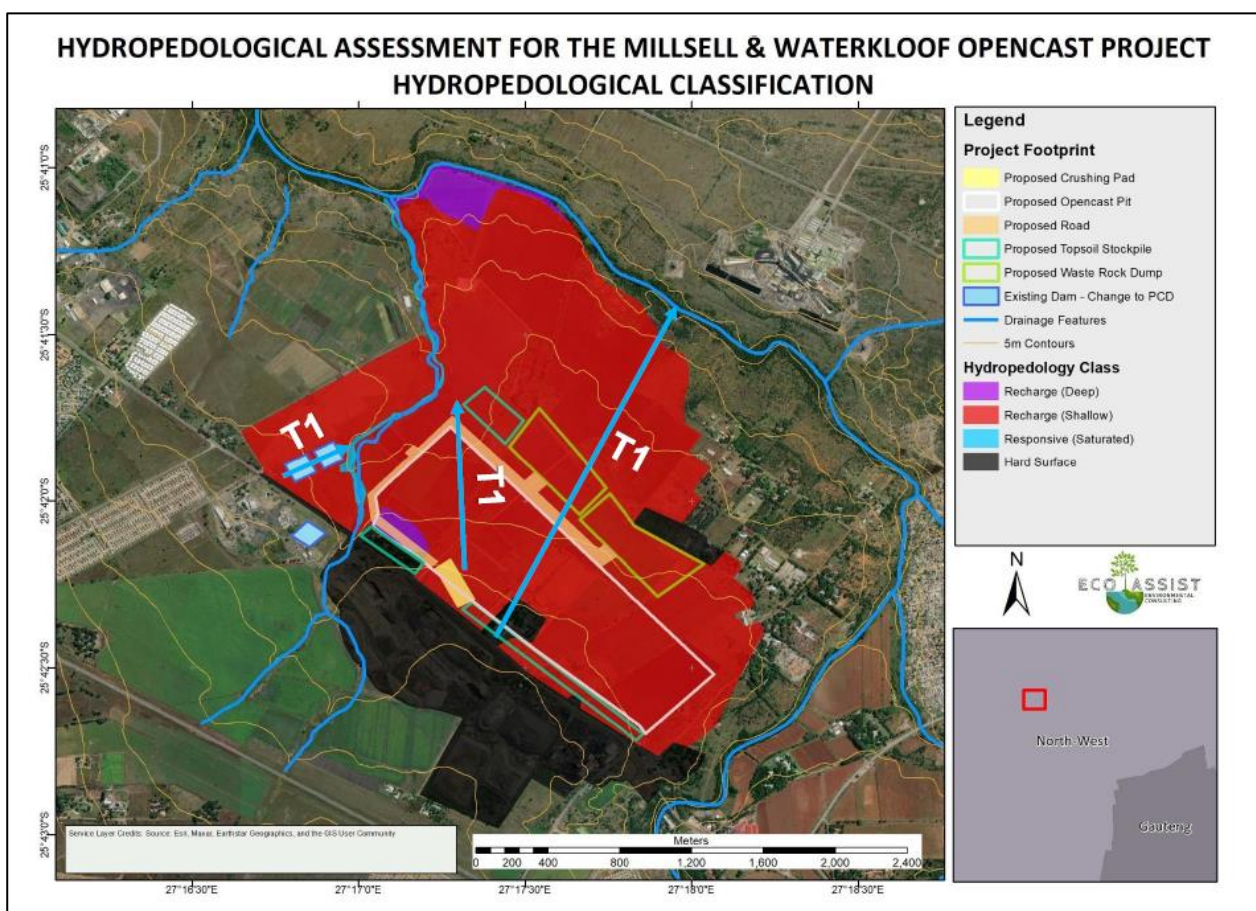 HYDROPEDOLOGICAL ASSESSMENT FOR THE MILLSELL & WATERKLOOF OPENCAST PROJECT
HYDROPEDOLOGICAL CLASSIFICATION
25°41'0"S
25°41'30"S
25°42'0"S
25°42'30"S
25°43'0"S
T1
T1
T1
Service Layer Credits: Source: Esri, Maxar, Earthstar Geographics, and the GIS User Community
Meters
0 200 400 800 1,200 1,600 2,000 2,400
27°16'30"E 27°17'0"E 27°17'30"E 27°18'0"E 27°18'30"E
Legend
Project Footprint
Proposed Crushing Pad
Proposed Opencast Pit
Proposed Road
Proposed Topsoil Stockpile
Proposed Waste Rock Dump
Existing Dam - Change to PCD
Drainage Features
5m Contours
Hydropedology Class
Recharge (Deep)
Recharge (Shallow)
Responsive (Saturated)
Hard Surface
N
ECO ASSIST
ENVIRONMENTAL
CONSULTING
North-West
Gauteng